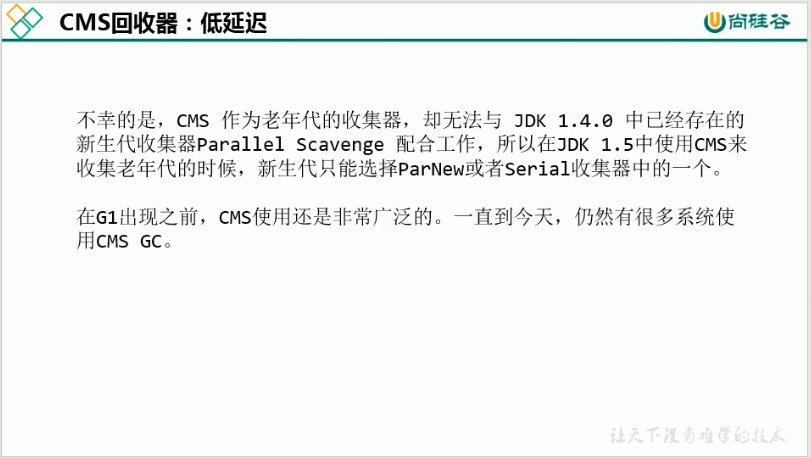 CMS回收器：低延迟
尚硅谷
不幸的是，CMS 作为老年代的收集器，却无法与 JDK 1.4.0 中已经存在的
新生代收集器Parallel Scavenge 配合工作，所以在JDK 1.5中使用CMS来
收集老年代的时候，新生代只能选择ParNew或者Serial收集器中的一个。
在G1出现之前，CMS使用还是非常广泛的。一直到今天，仍然有很多系统使
用CMS GC。
让天下没有难学的技术